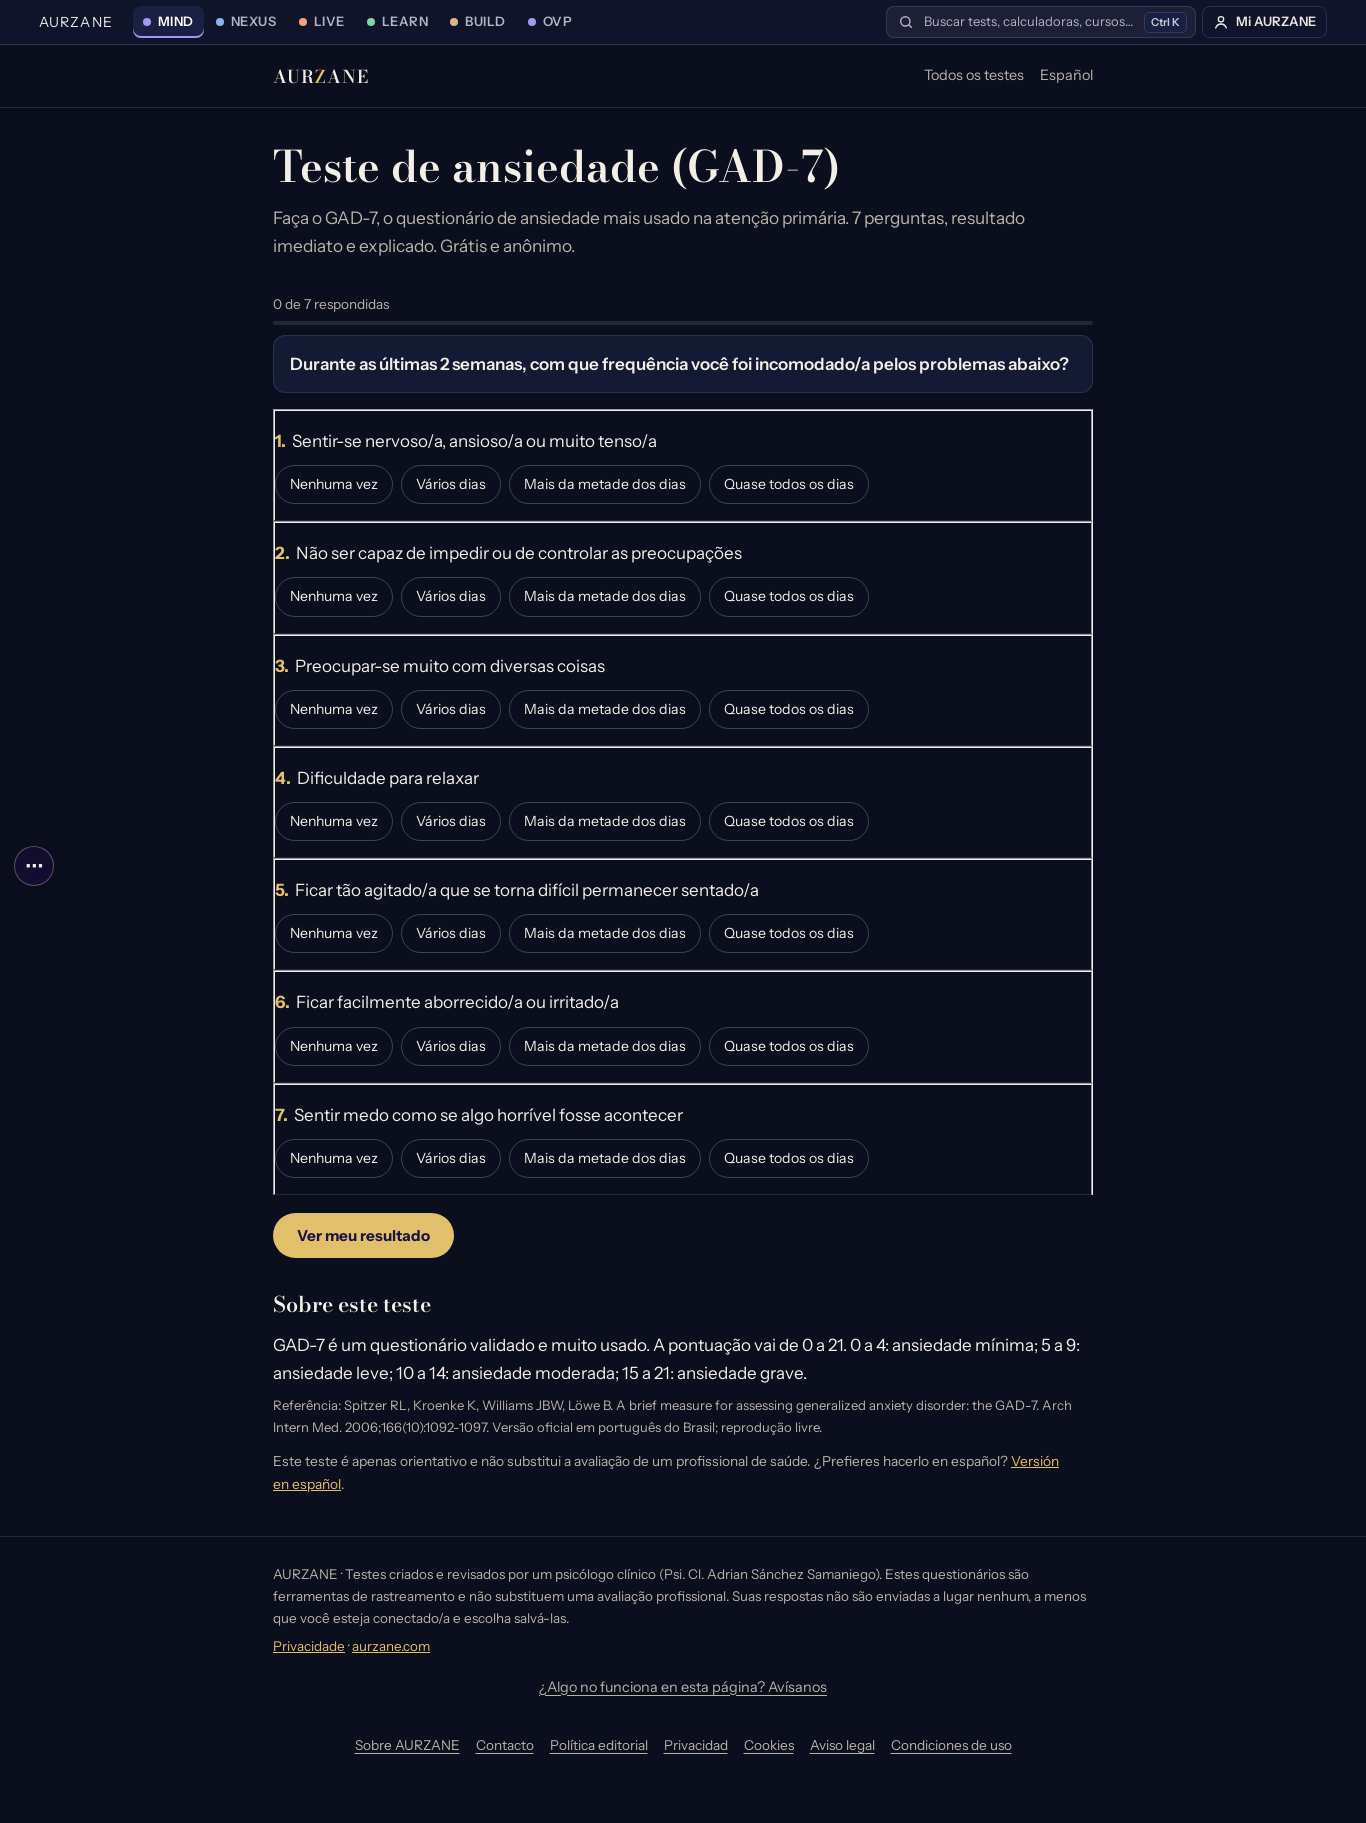 AURZANE MIND NEXUS LIVE LEARN BUILD OVP Buscar tests, calculadoras, cursos... Ctrl K Mi AURZANE
AURZANE Todos os testes Español
Teste de ansiedade (GAD-7)
Faça o GAD-7, o questionário de ansiedade mais usado na atenção primária. 7 perguntas, resultado
imediato e explicado. Grátis e anônimo.
0 de 7 respondidas
Durante as últimas 2 semanas, com que frequência você foi incomodado/a pelos problemas abaixo?
1. Sentir-se nervoso/a, ansioso/a ou muito tenso/a
Nenhuma vez Vários dias Mais da metade dos dias Quase todos os dias
2. Não ser capaz de impedir ou de controlar as preocupações
Nenhuma vez Vários dias Mais da metade dos dias Quase todos os dias
3. Preocupar-se muito com diversas coisas
Nenhuma vez Vários dias Mais da metade dos dias Quase todos os dias
4. Dificuldade para relaxar
Nenhuma vez Vários dias Mais da metade dos dias Quase todos os dias
5. Ficar tão agitado/a que se torna difícil permanecer sentado/a
Nenhuma vez Vários dias Mais da metade dos dias Quase todos os dias
6. Ficar facilmente aborrecido/a ou irritado/a
Nenhuma vez Vários dias Mais da metade dos dias Quase todos os dias
7. Sentir medo como se algo horrível fosse acontecer
Nenhuma vez Vários dias Mais da metade dos dias Quase todos os dias
Ver meu resultado
Sobre este teste
GAD-7 é um questionário validado e muito usado. A pontuação vai de 0 a 21. 0 a 4: ansiedade mínima; 5 a 9:
ansiedade leve; 10 a 14: ansiedade moderada; 15 a 21: ansiedade grave.
Referência: Spitzer RL, Kroenke K, Williams JBW, Löwe B. A brief measure for assessing generalized anxiety disorder: the GAD-7. Arch
Intern Med. 2006;166(10):1092-1097. Versão oficial em português do Brasil; reprodução livre.
Este teste é apenas orientativo e não substitui a avaliação de um profissional de saúde. ¿Prefieres hacerlo en español? Versión
en español.
AURZANE · Testes criados e revisados por um psicólogo clínico (Psi. Cl. Adrian Sánchez Samaniego). Estes questionários são
ferramentas de rastreamento e não substituem uma avaliação profissional. Suas respostas não são enviadas a lugar nenhum, a menos
que você esteja conectado/a e escolha salvá-las.
Privacidade · aurzane.com
¿Algo no funciona en esta página? Avísanos
Sobre AURZANE Contacto Política editorial Privacidad Cookies Aviso legal Condiciones de uso